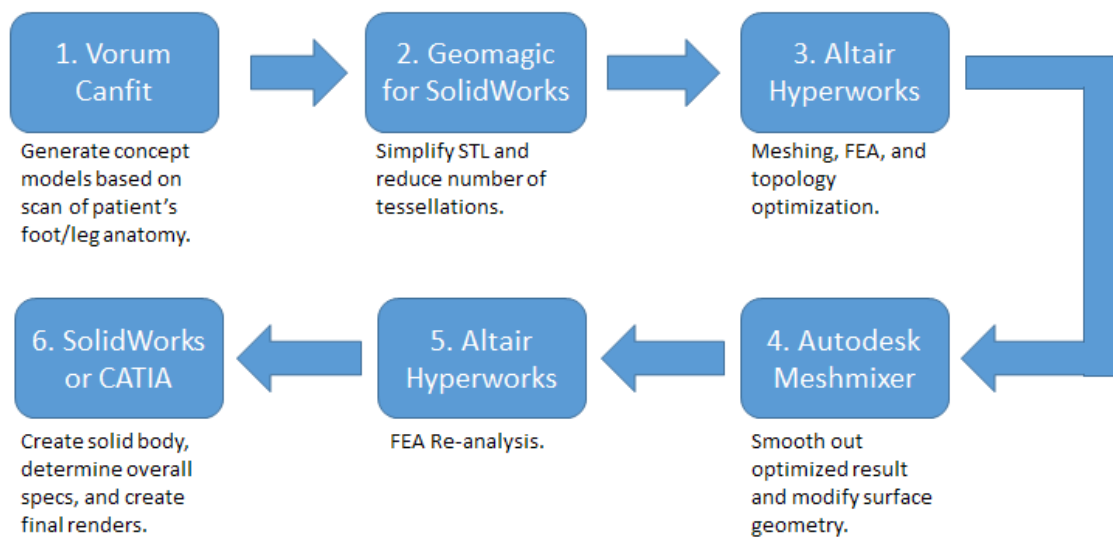 1. Vorum
Canfit
Generate concept
models based on
scan of patient's
foot/leg anatomy.
2. Geomagic
for SolidWorks
Simplify STL and
reduce number of
tessellations.
3. Altair
Hyperworks
Meshing, FEA, and
topology
optimization.
4. Autodesk
Meshmixer
Smooth out
optimized result
and modify surface
geometry.
5. Altair
Hyperworks
FEA Re-analysis.
6. SolidWorks
or CATIA
Create solid body,
determine overall
specs, and create
final renders.